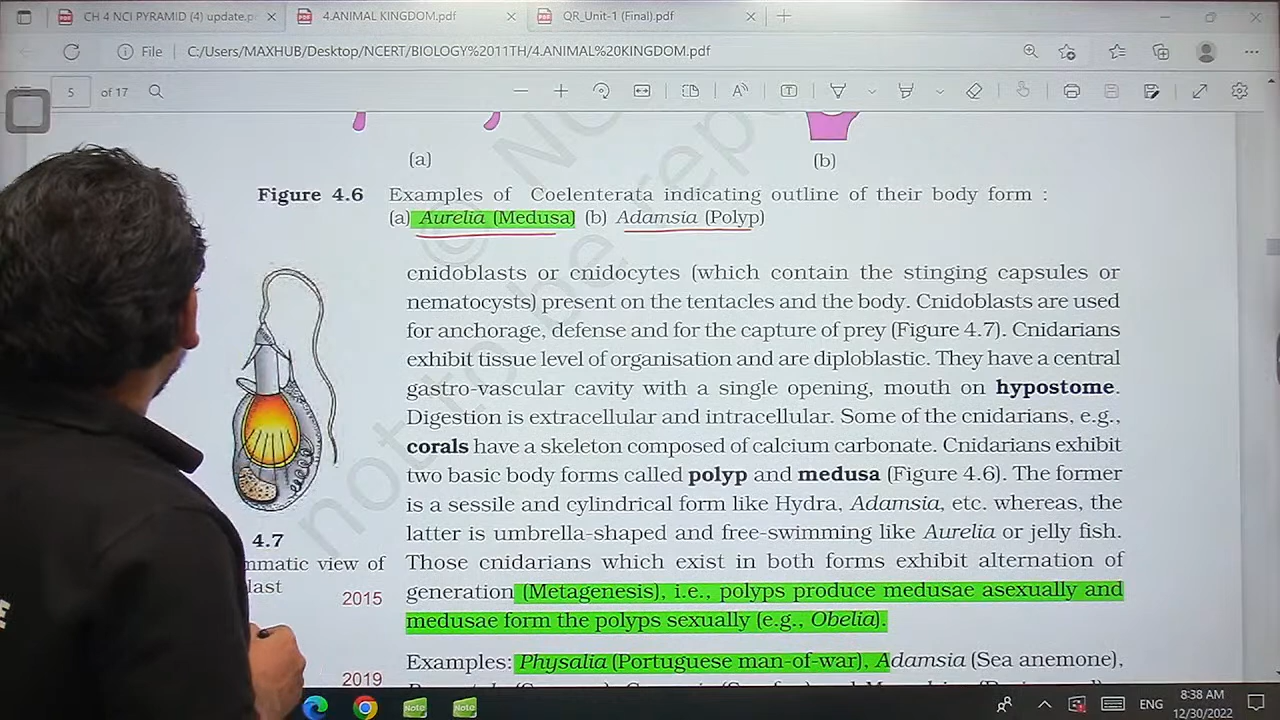 CH 4 NCI PYRAMID (4) update.p
4.ANIMAL KINGDOM.pdf
QR_Unit-1 (Final).pdf
File C:/Users/MAXHUB/Desktop/NCERT/BIOLOGY%2011TH/4.ANIMAL%20KINGDOM.pdf
5 of 17
(a) (b)
Figure 4.6 Examples of Coelenterata indicating outline of their body form :
(a) Aurelia (Medusa) (b) Adamsia (Polyp)
cnidoblasts or cnidocytes (which contain the stinging capsules or
nematocysts) present on the tentacles and the body. Cnidoblasts are used
for anchorage, defense and for the capture of prey (Figure 4.7). Cnidarians
exhibit tissue level of organisation and are diploblastic. They have a central
gastro-vascular cavity with a single opening, mouth on hypostome.
Digestion is extracellular and intracellular. Some of the cnidarians, e.g.,
corals have a skeleton composed of calcium carbonate. Cnidarians exhibit
two basic body forms called polyp and medusa (Figure 4.6). The former
is a sessile and cylindrical form like Hydra, Adamsia, etc. whereas, the
latter is umbrella-shaped and free-swimming like Aurelia or jelly fish.
Those cnidarians which exist in both forms exhibit alternation of
generation (Metagenesis), i.e., polyps produce medusae asexually and
medusae form the polyps sexually (e.g., Obelia).
Examples: Physalia (Portuguese man-of-war), Adamsia (Sea anemone),
4.7
mmatic view of
last
2015
2019
not to be rep
ENG
8:38 AM
12/30/2022